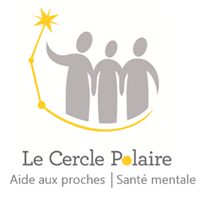 Le Cercle Polaire
Aide aux proches | Santé mentale